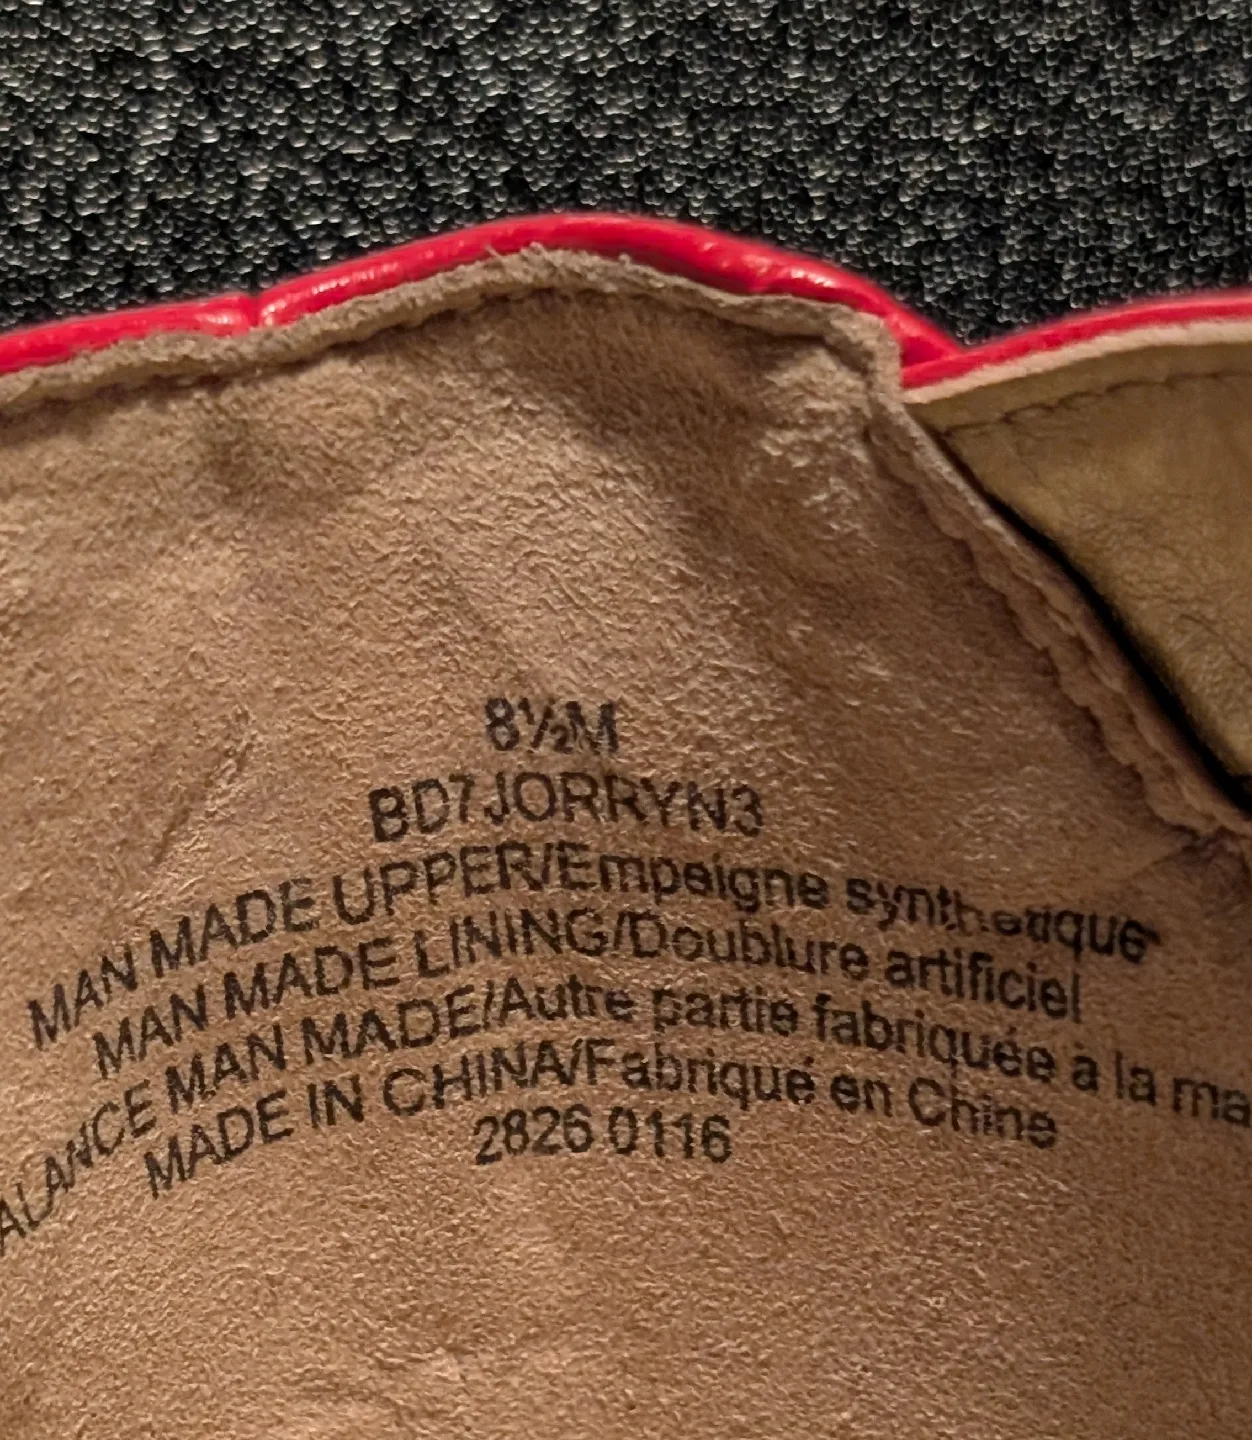 8½M
BD7JORRYN3
MAN MADE UPPER/Empeigne synthetique
MAN MADE LINING/Doublure artificiel
ALANCE MAN MADE/Autre partie fabriquée à la ma
MADE IN CHINA/Fabriqué en Chine
2826 0116